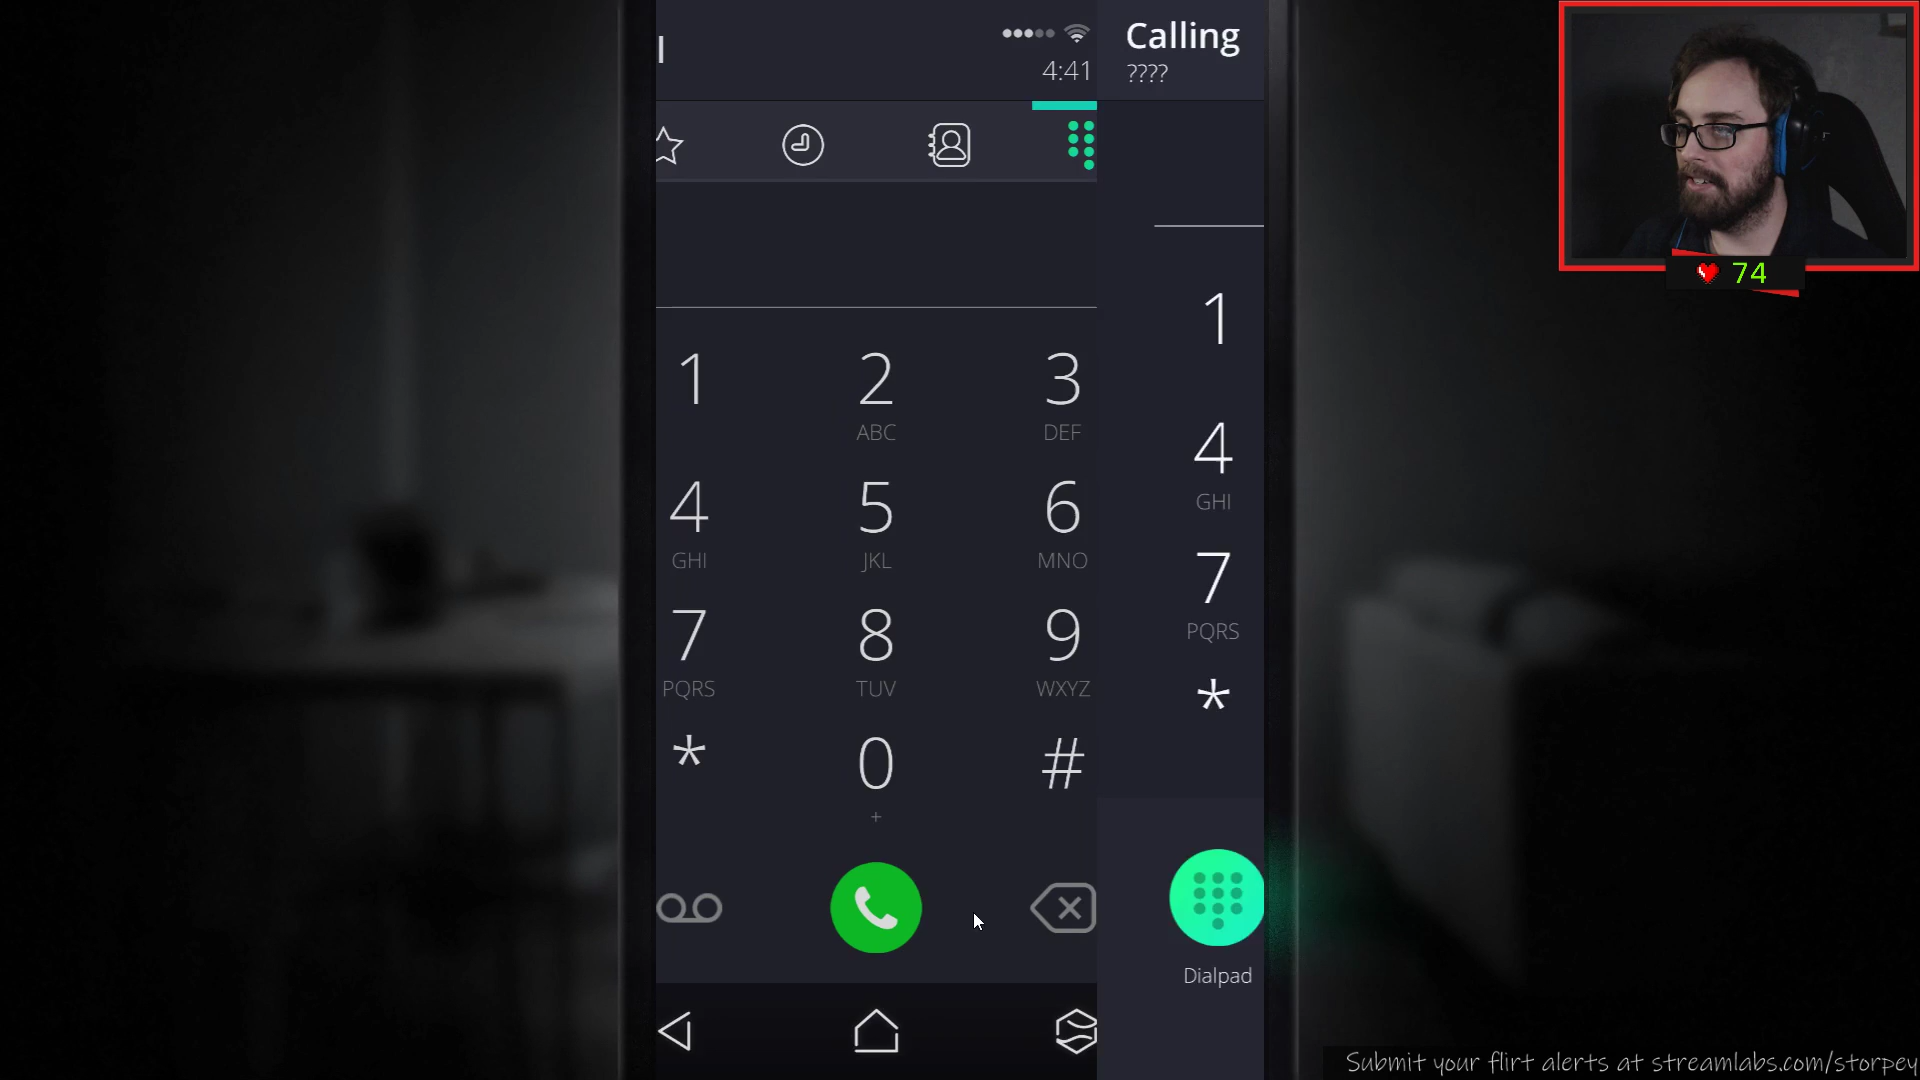 4:41
Calling
????
1
2
ABC
3
DEF
4
GHI
5
JKL
6
MNO
7
PQRS
8
TUV
9
WXYZ
*
0
+
#
1
4
GHI
7
PQRS
*
Dialpad
74
Submit your flirt alerts at streamlabs.com/storpey